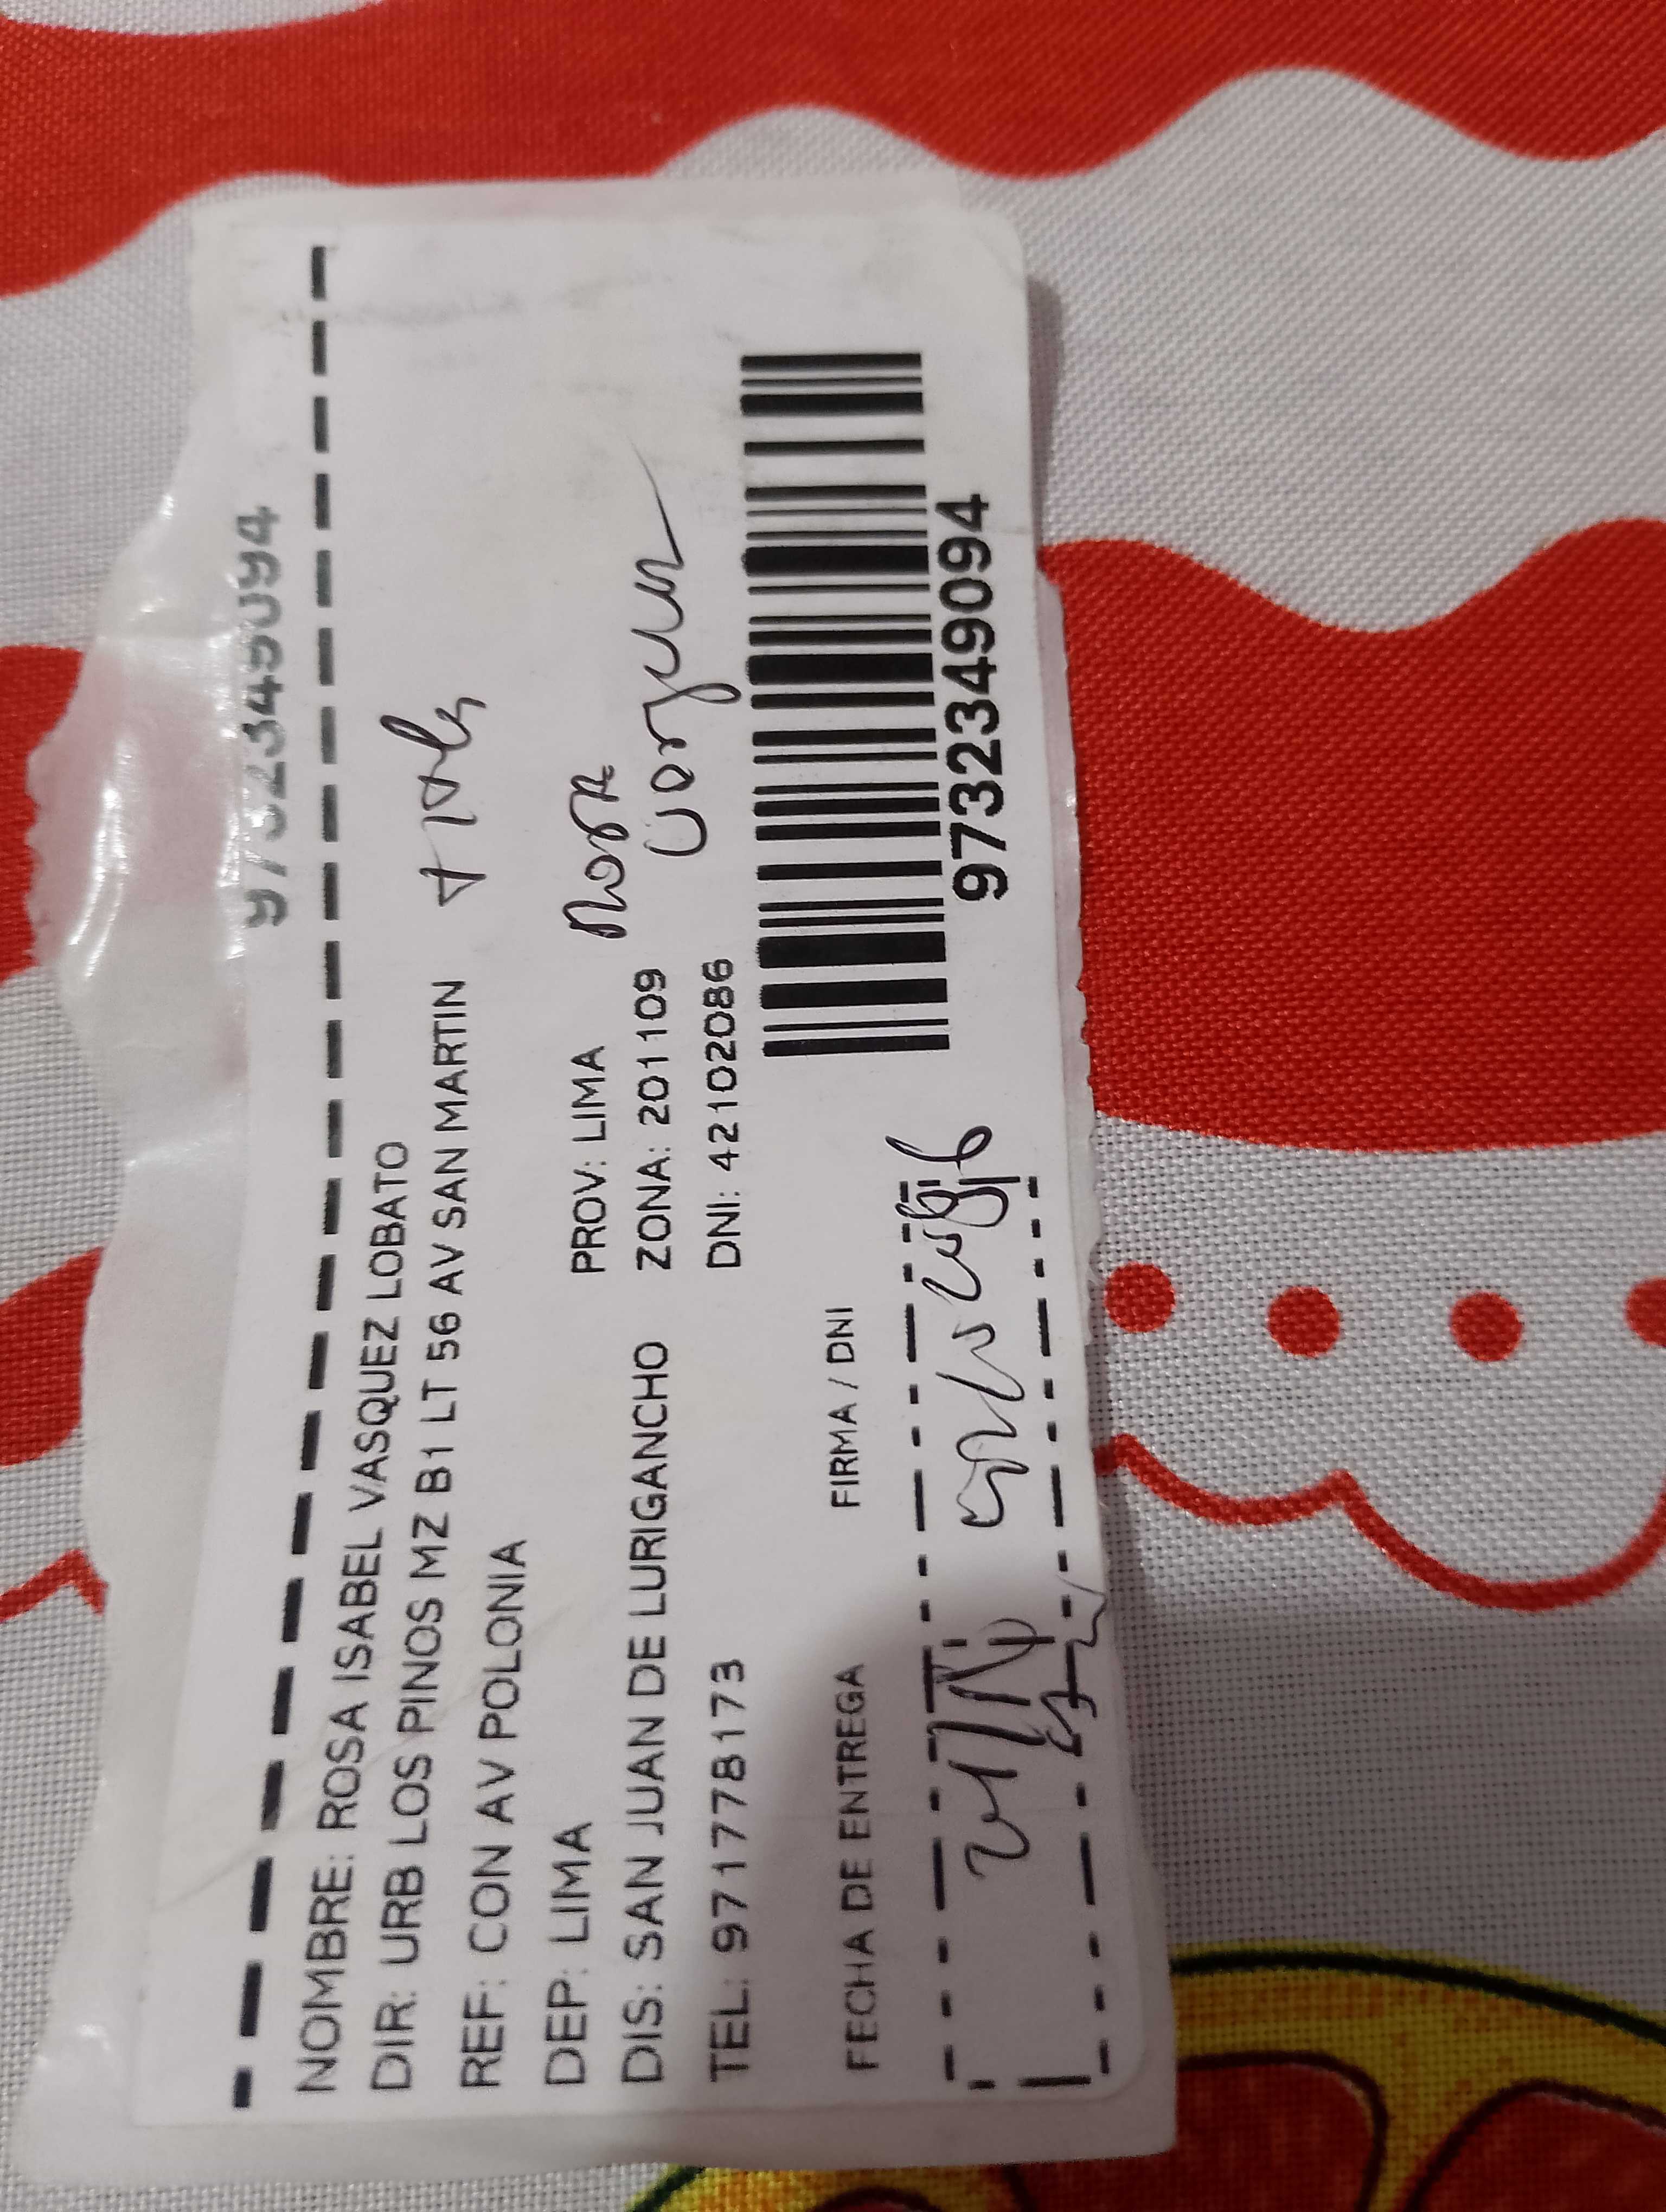 9732349094
NOMBRE: ROSA ISABEL VASQUEZ LOBATO
DIR: URB LOS PINOS MZ B1 LT 56 AV SAN MARTIN
REF: CON AV POLONIA
DEP: LIMA PROV: LIMA
DIS: SAN JUAN DE LURIGANCHO ZONA: 201109
TEL: 971778173 DNI: 42102086
FECHA DE ENTREGA FIRMA / DNI
9732349094